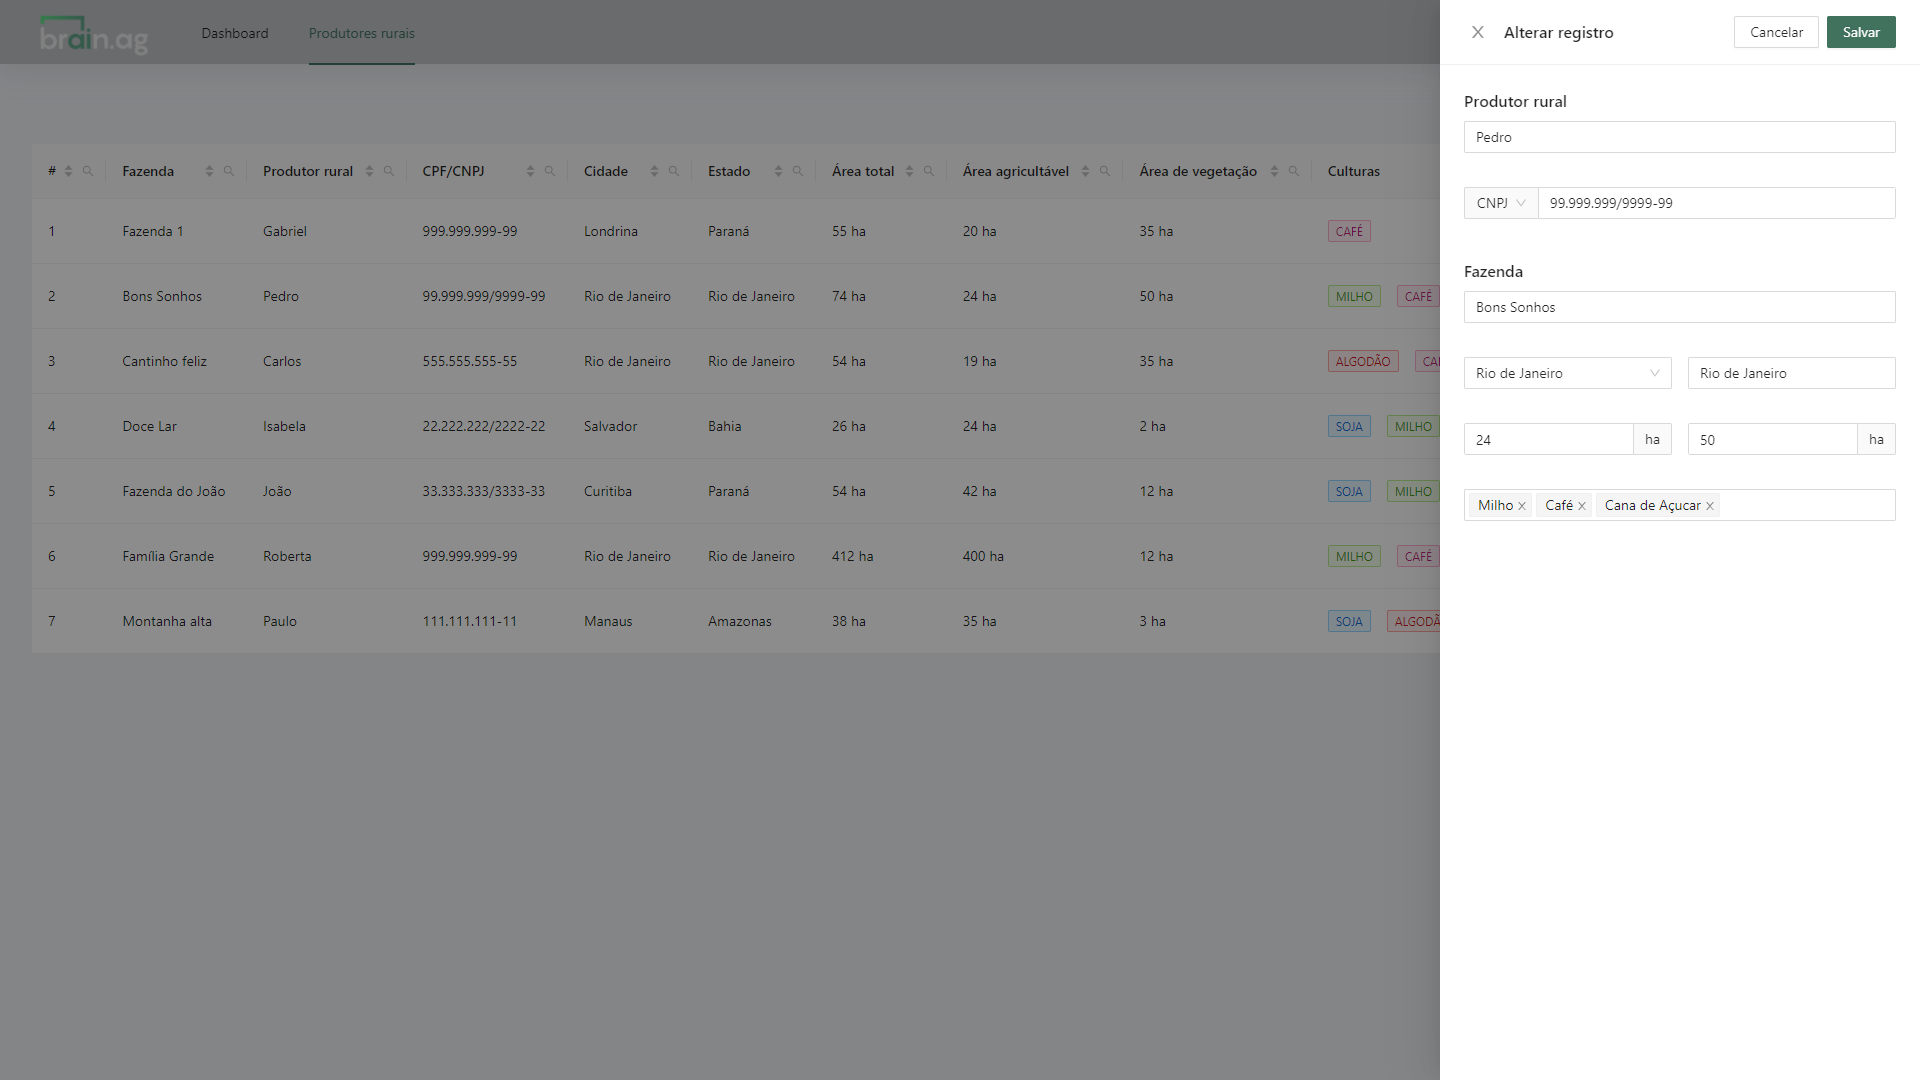 brain.ag Dashboard Produtores rurais
# Fazenda Produtor rural CPF/CNPJ Cidade Estado Área total Área agricultável Área de vegetação Culturas
1 Fazenda 1 Gabriel 999.999.999-99 Londrina Paraná 55 ha 20 ha 35 ha CAFÉ
2 Bons Sonhos Pedro 99.999.999/9999-99 Rio de Janeiro Rio de Janeiro 74 ha 24 ha 50 ha MILHO CAFÉ
3 Cantinho feliz Carlos 555.555.555-55 Rio de Janeiro Rio de Janeiro 54 ha 19 ha 35 ha ALGODÃO
4 Doce Lar Isabela 22.222.222/2222-22 Salvador Bahia 26 ha 24 ha 2 ha SOJA MILHO
5 Fazenda do João João 33.333.333/3333-33 Curitiba Paraná 54 ha 42 ha 12 ha SOJA MILHO
6 Família Grande Roberta 999.999.999-99 Rio de Janeiro Rio de Janeiro 412 ha 400 ha 12 ha MILHO CAFÉ
7 Montanha alta Paulo 111.111.111-11 Manaus Amazonas 38 ha 35 ha 3 ha SOJA
Alterar registro Cancelar Salvar
Produtor rural
Pedro
CNPJ 99.999.999/9999-99
Fazenda
Bons Sonhos
Rio de Janeiro Rio de Janeiro
24 ha 50 ha
Milho Café Cana de Açucar